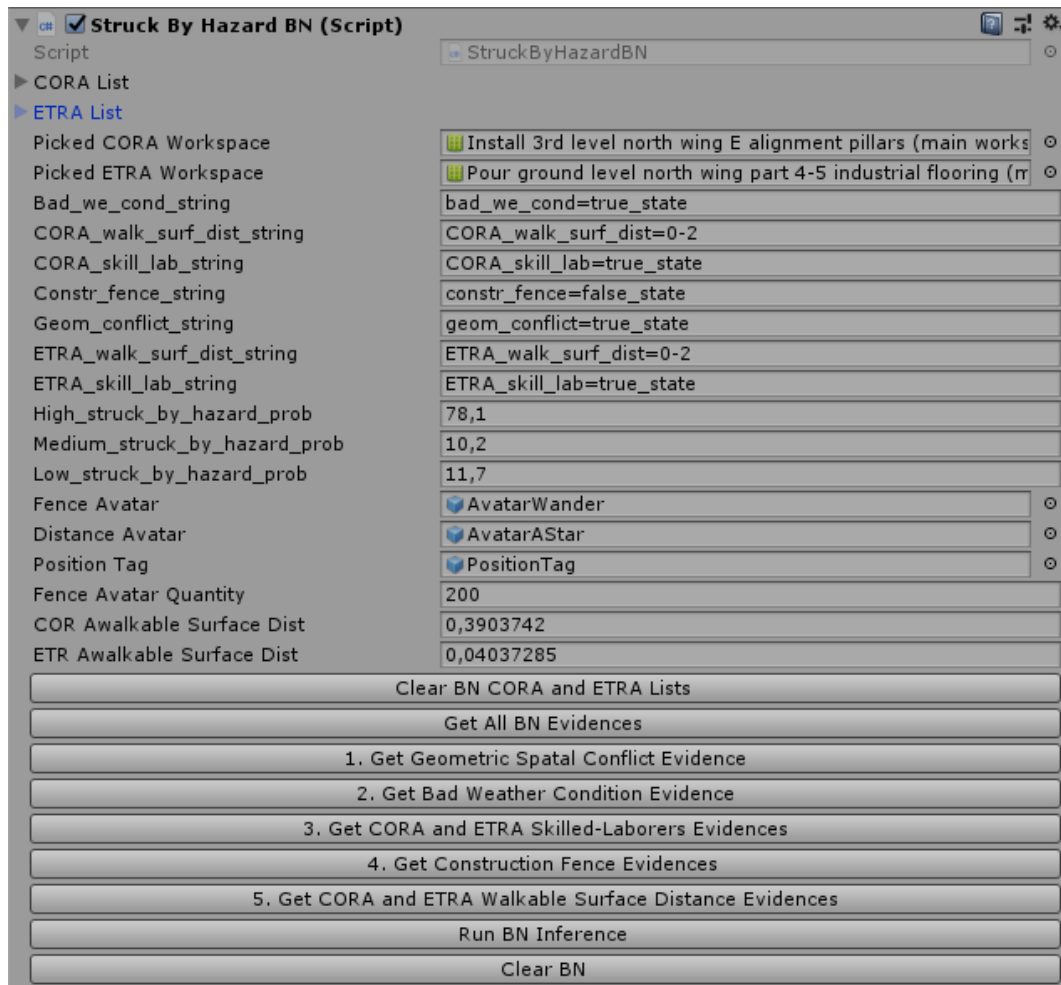 Struck By Hazard BN (Script)
Script StruckByHazardBN
CORA List
ETRA List
Picked CORA Workspace Install 3rd level north wing E alignment pillars (main works
Picked ETRA Workspace Pour ground level north wing part 4-5 industrial flooring (m
Bad_we_cond_string bad_we_cond=true_state
CORA_walk_surf_dist_string CORA_walk_surf_dist=0-2
CORA_skill_lab_string CORA_skill_lab=true_state
Constr_fence_string constr_fence=false_state
Geom_conflict_string geom_conflict=true_state
ETRA_walk_surf_dist_string ETRA_walk_surf_dist=0-2
ETRA_skill_lab_string ETRA_skill_lab=true_state
High_struck_by_hazard_prob 78,1
Medium_struck_by_hazard_prob 10,2
Low_struck_by_hazard_prob 11,7
Fence Avatar AvatarWander
Distance Avatar AvatarAStar
Position Tag PositionTag
Fence Avatar Quantity 200
COR Awalkable Surface Dist 0,3903742
ETR Awalkable Surface Dist 0,04037285
Clear BN CORA and ETRA Lists
Get All BN Evidences
1. Get Geometric Spatal Conflict Evidence
2. Get Bad Weather Condition Evidence
3. Get CORA and ETRA Skilled-Laborers Evidences
4. Get Construction Fence Evidences
5. Get CORA and ETRA Walkable Surface Distance Evidences
Run BN Inference
Clear BN